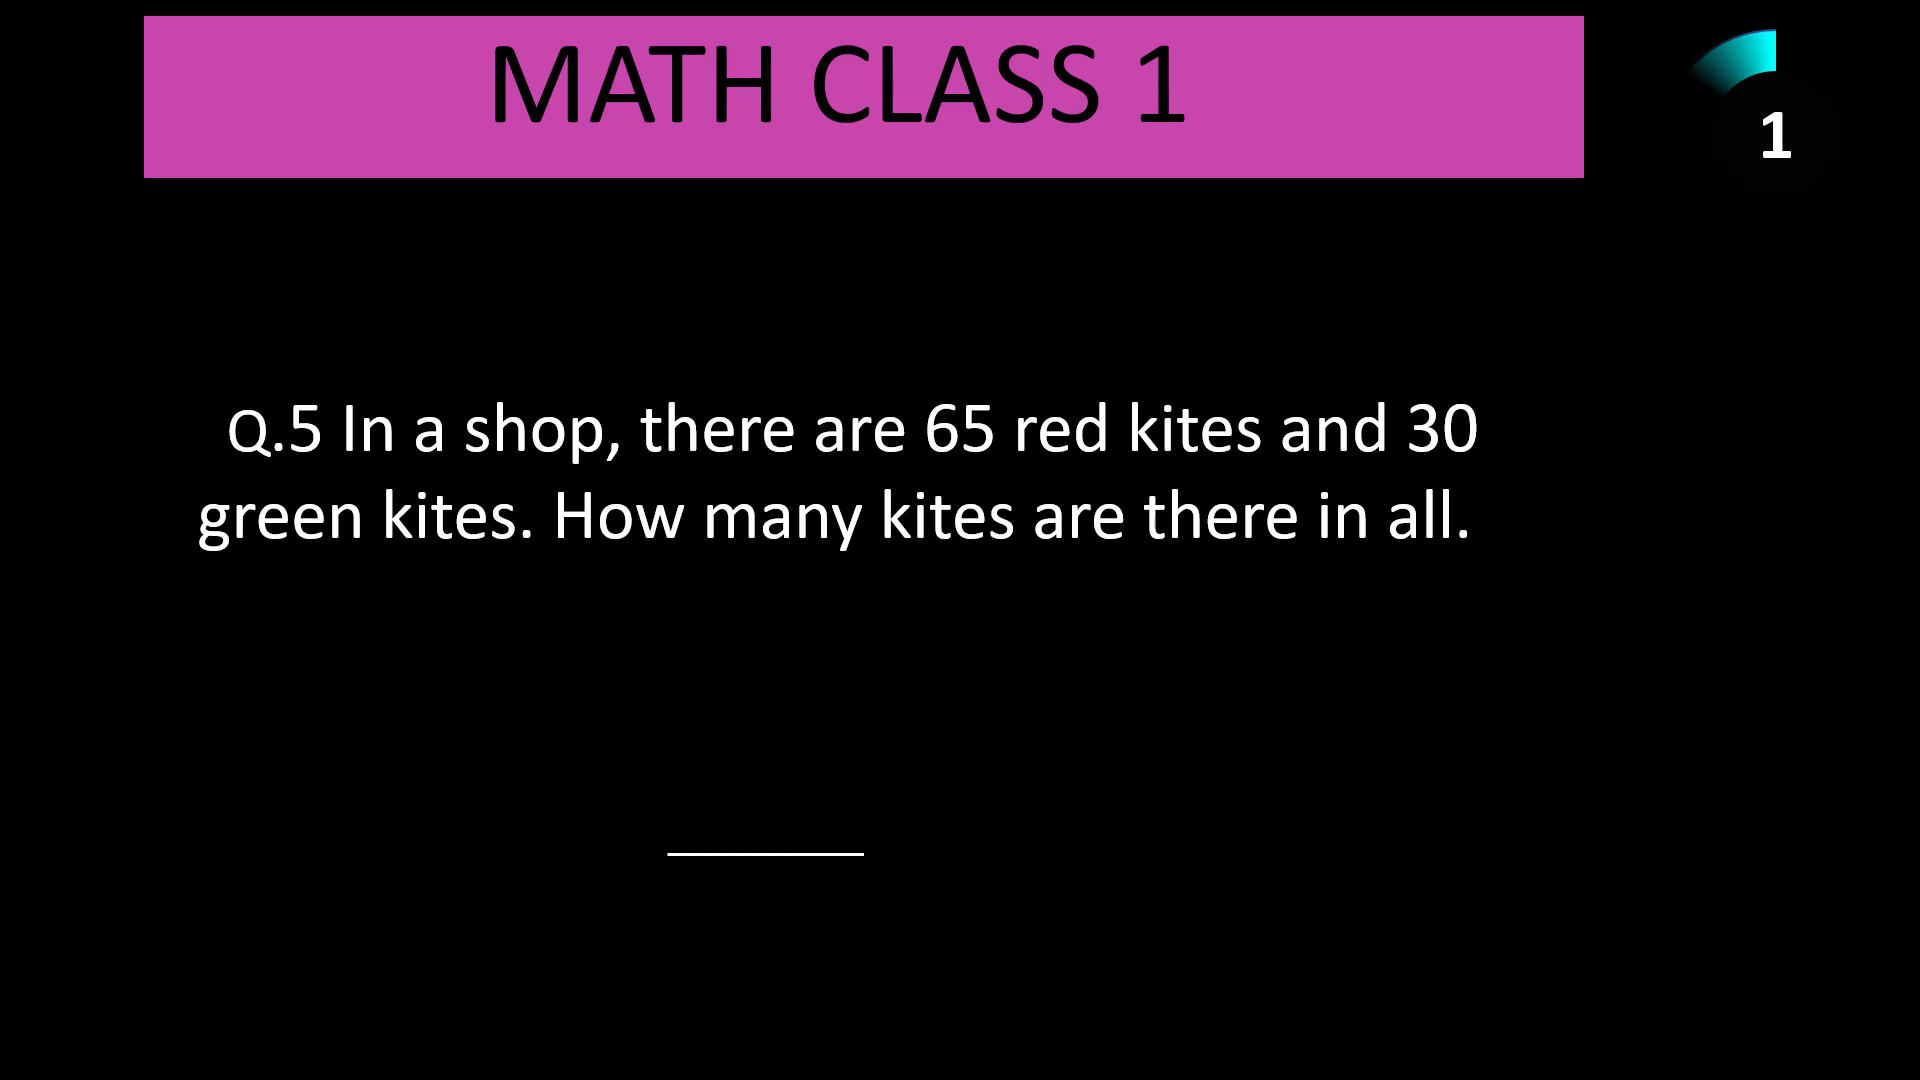 MATH CLASS 1
1
Q.5 In a shop, there are 65 red kites and 30
green kites. How many kites are there in all.